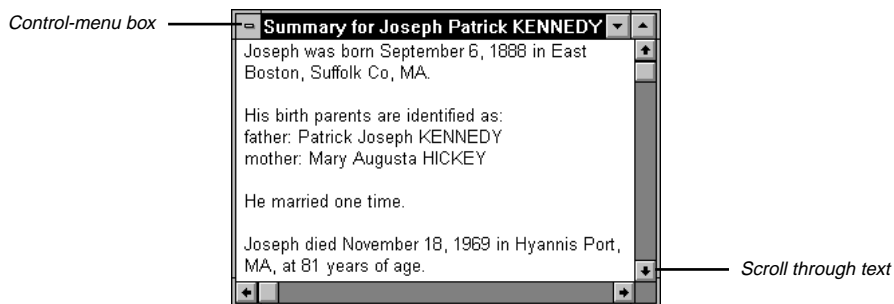 Control-menu box
Summary for Joseph Patrick KENNEDY
Joseph was born September 6, 1888 in East
Boston, Suffolk Co, MA.
His birth parents are identified as:
father: Patrick Joseph KENNEDY
mother: Mary Augusta HICKEY
He married one time.
Joseph died November 18, 1969 in Hyannis Port,
MA, at 81 years of age.
Scroll through text